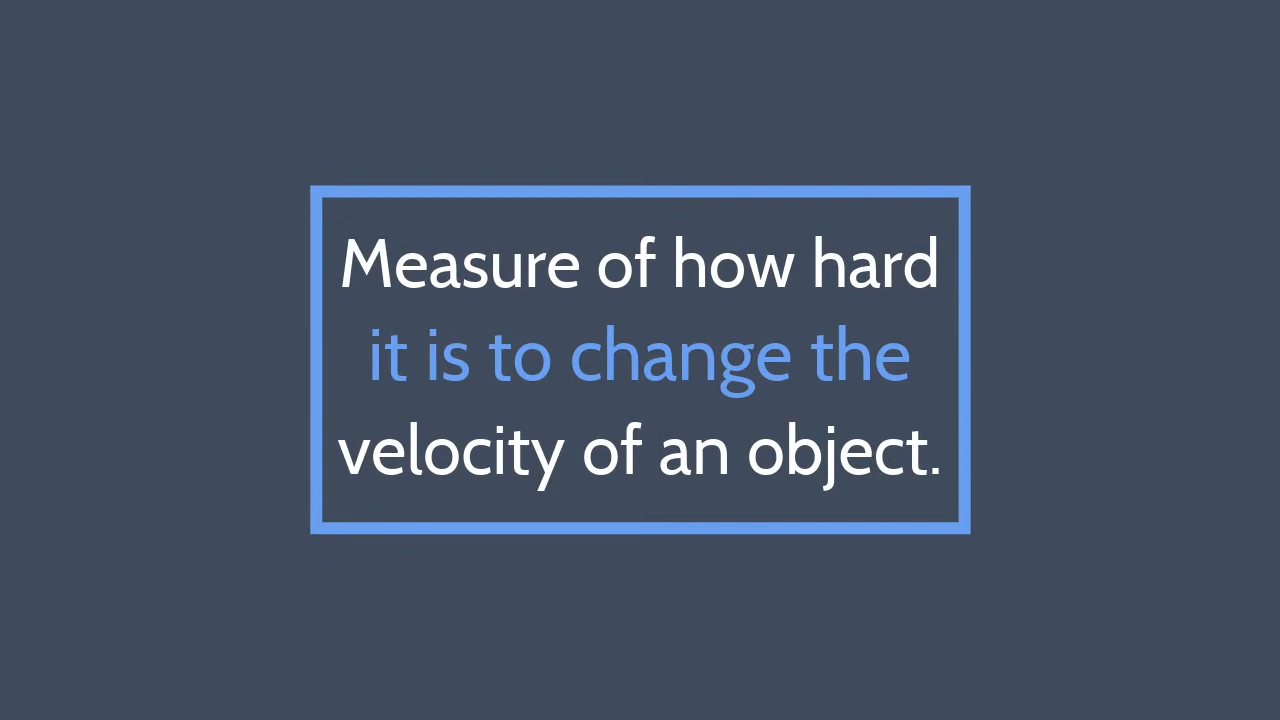 Measure of how hard
it is to change the
velocity of an object.